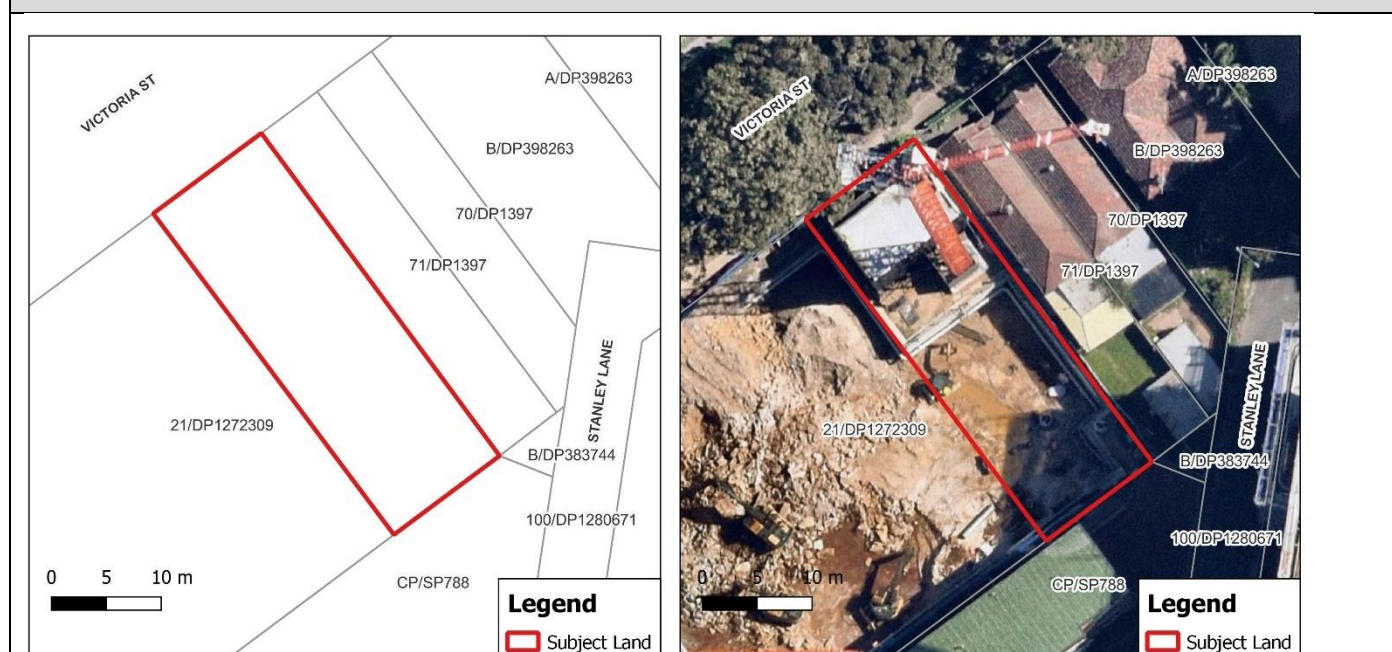 A/DP398263
VICTORIA ST
B/DP398263
70/DP1397
71/DP1397
STANLEY LANE
21/DP1272309
B/DP383744
100/DP1280671
CP/SP788
0 5 10 m
Legend
Subject Land
A/DP398263
VICTORIA ST
B/DP398263
70/DP1397
71/DP1397
STANLEY LANE
21/DP1272309
B/DP383744
100/DP1280671
CP/SP788
0 5 10 m
Legend
Subject Land